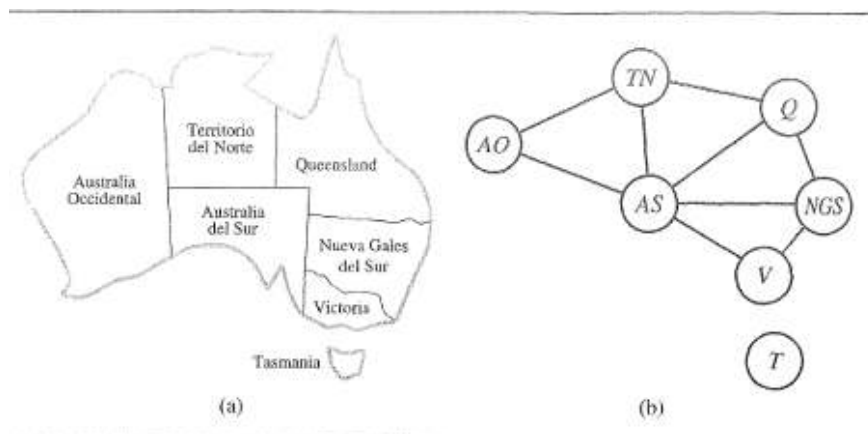 Territorio
del Norte
Queensland
Australia
Occidental
Australia
del Sur
Nueva Gales
del Sur
Victoria
Tasmania
(a)
TN
Q
AO
AS
NGS
V
T
(b)